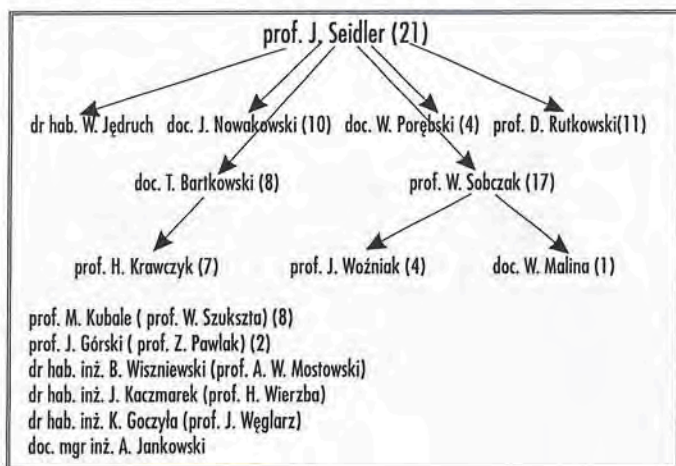 prof. J. Seidler (21)
dr hab. W. Jędruch doc. J. Nowakowski (10) doc. W. Porębski (4) prof. D. Rutkowski(11)
doc. T. Bartkowski (8) prof. W. Sobczak (17)
prof. H. Krawczyk (7) prof. J. Woźniak (4) doc. W. Malina (1)
prof. M. Kubale ( prof. W. Szukszta) (8)
prof. J. Górski ( prof. Z. Pawlak) (2)
dr hab. inż. B. Wiszniewski (prof. A. W. Mostowski)
dr hab. inż. J. Kaczmarek (prof. H. Wierzba)
dr hab. inż. K. Goczyła (prof. J. Węglarz)
doc. mgr inż. A. Jankowski